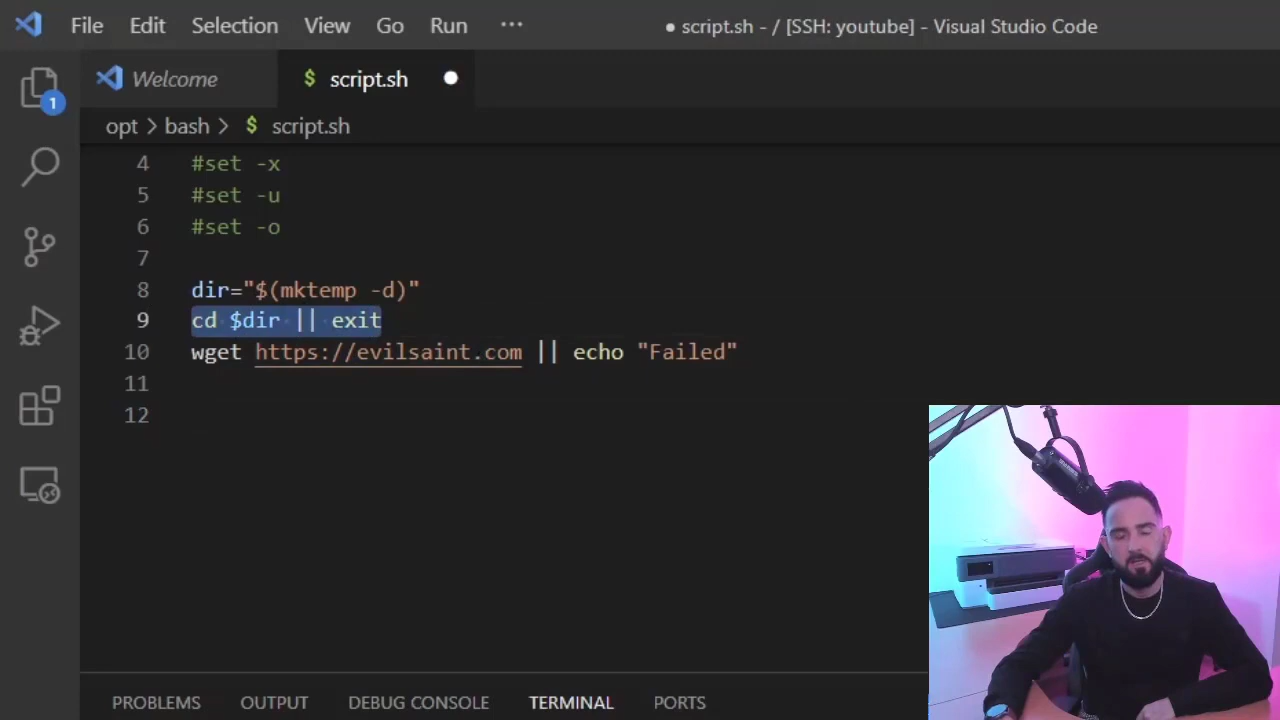 File Edit Selection View Go Run ··· ● script.sh - / [SSH: youtube] - Visual Studio Code
Welcome $ script.sh ●
1
opt > bash > $ script.sh
4 #set -x
5 #set -u
6 #set -o
7
8 dir="$(mktemp -d)"
9 cd $dir || exit
10 wget https://evilsaint.com || echo "Failed"
11
12
PROBLEMS OUTPUT DEBUG CONSOLE TERMINAL PORTS